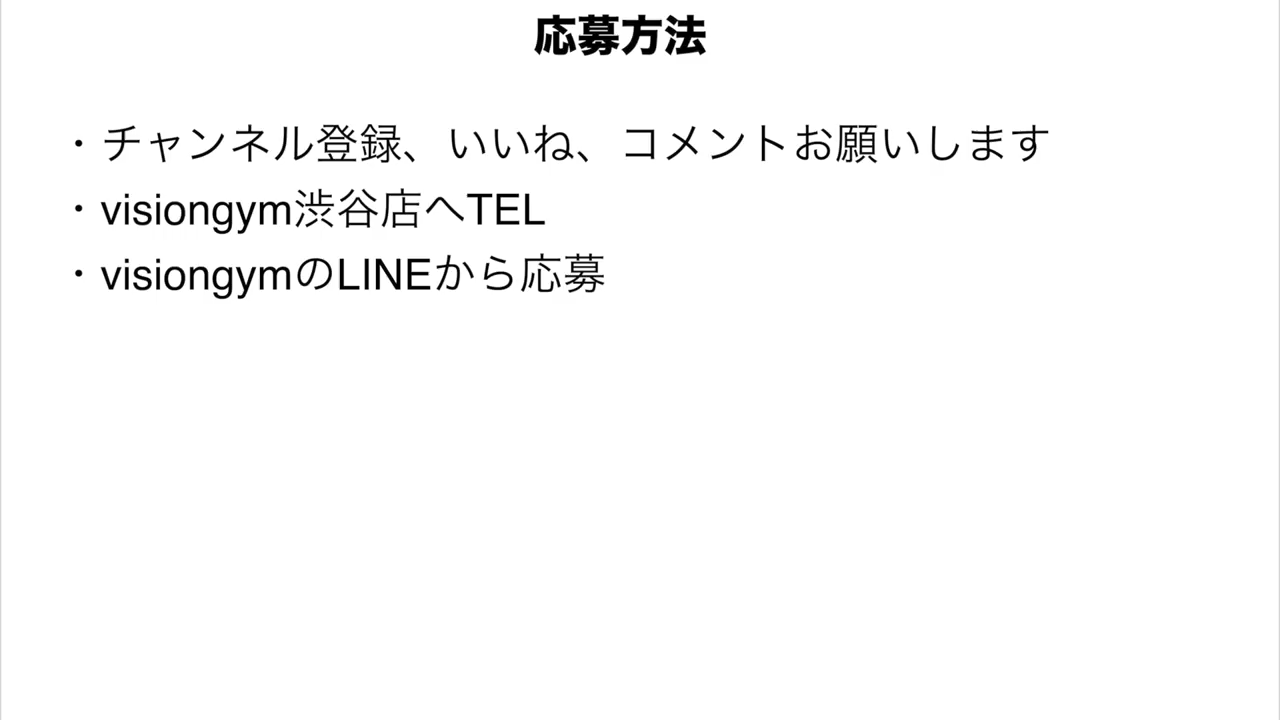 応募方法
・チャンネル登録、いいね、コメントお願いします
・visiongym渋谷店へTEL
・visiongymのLINEから応募